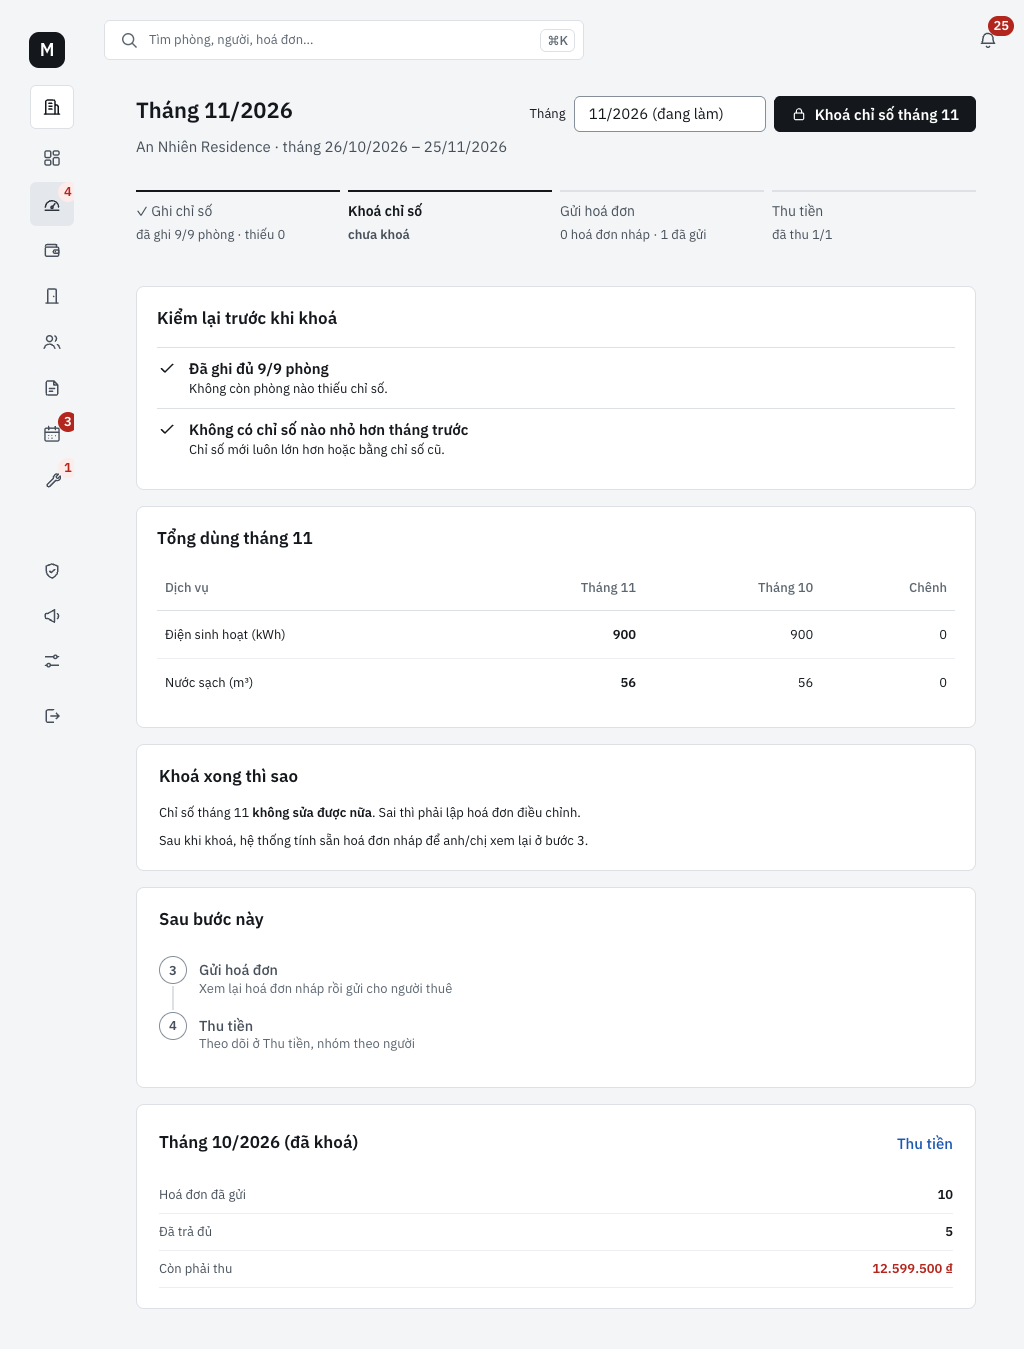 M
Tìm phòng, người, hoá đơn...
⌘K
25
4
3
1
Tháng 11/2026
Tháng
11/2026 (đang làm)
Khoá chỉ số tháng 11
An Nhiên Residence · tháng 26/10/2026 – 25/11/2026
✓ Ghi chỉ số
đã ghi 9/9 phòng · thiếu 0
Khoá chỉ số
chưa khoá
Gửi hoá đơn
0 hoá đơn nháp · 1 đã gửi
Thu tiền
đã thu 1/1
Kiểm lại trước khi khoá
Đã ghi đủ 9/9 phòng
Không còn phòng nào thiếu chỉ số.
Không có chỉ số nào nhỏ hơn tháng trước
Chỉ số mới luôn lớn hơn hoặc bằng chỉ số cũ.
Tổng dùng tháng 11
Dịch vụ Tháng 11 Tháng 10 Chênh
Điện sinh hoạt (kWh) 900 900 0
Nước sạch (m³) 56 56 0
Khoá xong thì sao
Chỉ số tháng 11 không sửa được nữa. Sai thì phải lập hoá đơn điều chỉnh.
Sau khi khoá, hệ thống tính sẵn hoá đơn nháp để anh/chị xem lại ở bước 3.
Sau bước này
3 Gửi hoá đơn
Xem lại hoá đơn nháp rồi gửi cho người thuê
4 Thu tiền
Theo dõi ở Thu tiền, nhóm theo người
Tháng 10/2026 (đã khoá)
Thu tiền
Hoá đơn đã gửi 10
Đã trả đủ 5
Còn phải thu 12.599.500 ₫